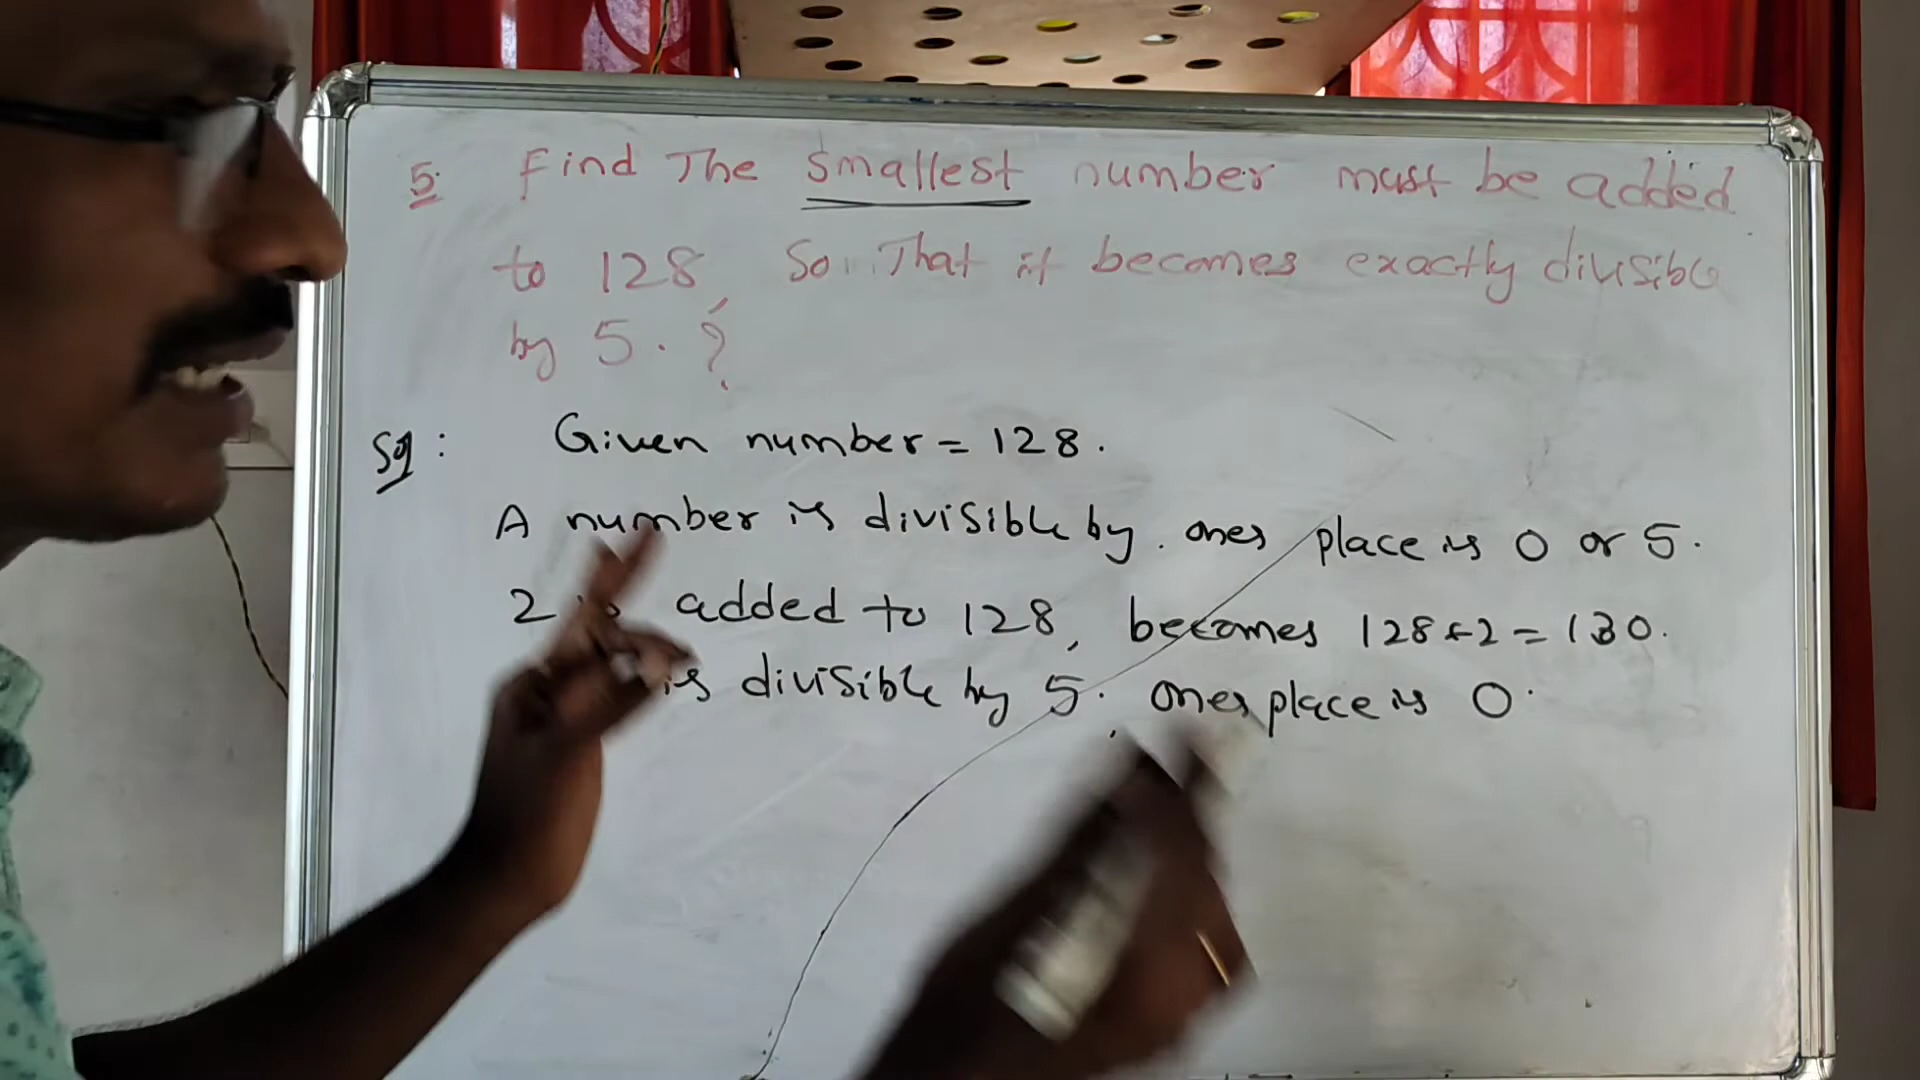 5. Find The smallest number must be added
to 128, so That it becomes exactly divisible
by 5. ?
Sol : Given number = 128.
A number is divisible by. ones place is 0 or 5.
2 is added to 128, becomes 128+2 = 130.
is divisible by 5. ones place is 0.